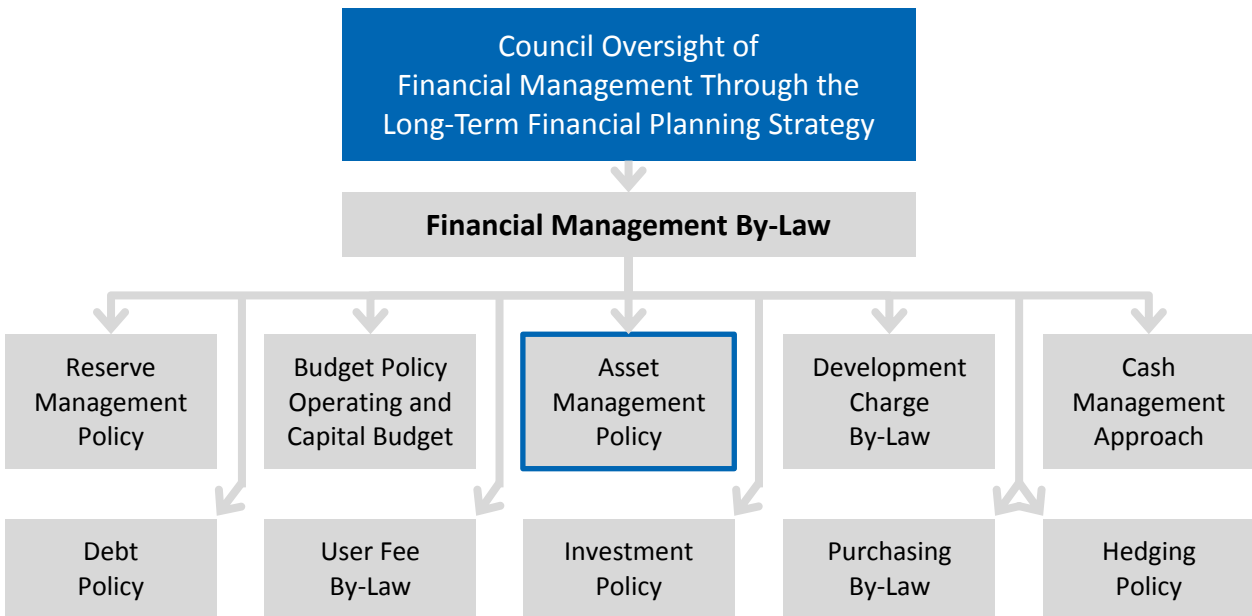 Council Oversight of
Financial Management Through the
Long-Term Financial Planning Strategy
Financial Management By-Law
Reserve
Management
Policy
Budget Policy
Operating and
Capital Budget
Asset
Management
Policy
Development
Charge
By-Law
Cash
Management
Approach
Debt
Policy
User Fee
By-Law
Investment
Policy
Purchasing
By-Law
Hedging
Policy